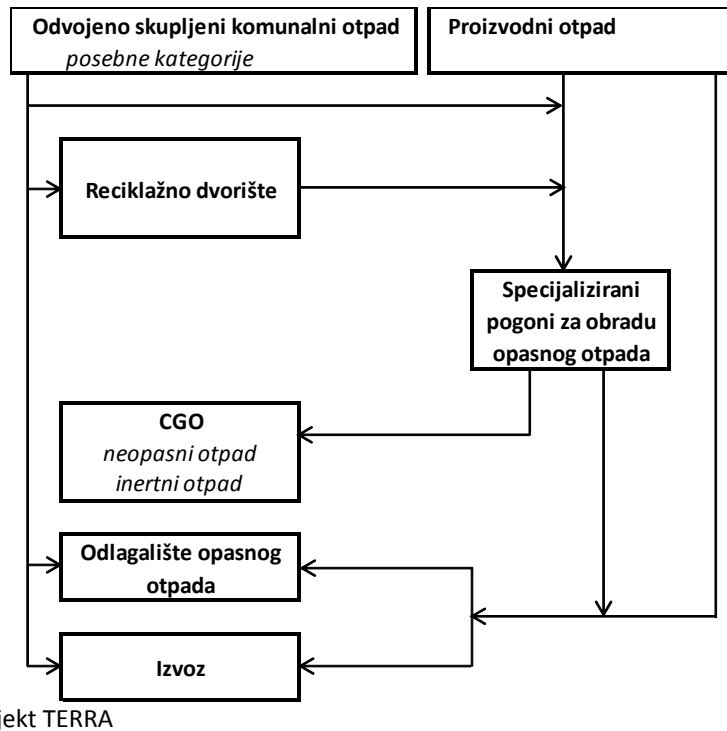 Odvojeno skupljeni komunalni otpad
posebne kategorije
Proizvodni otpad
Reciklažno dvorište
Specijalizirani
pogoni za obradu
opasnog otpada
CGO
neopasni otpad
inertni otpad
Odlagalište opasnog
otpada
Izvoz
jekt TERRA